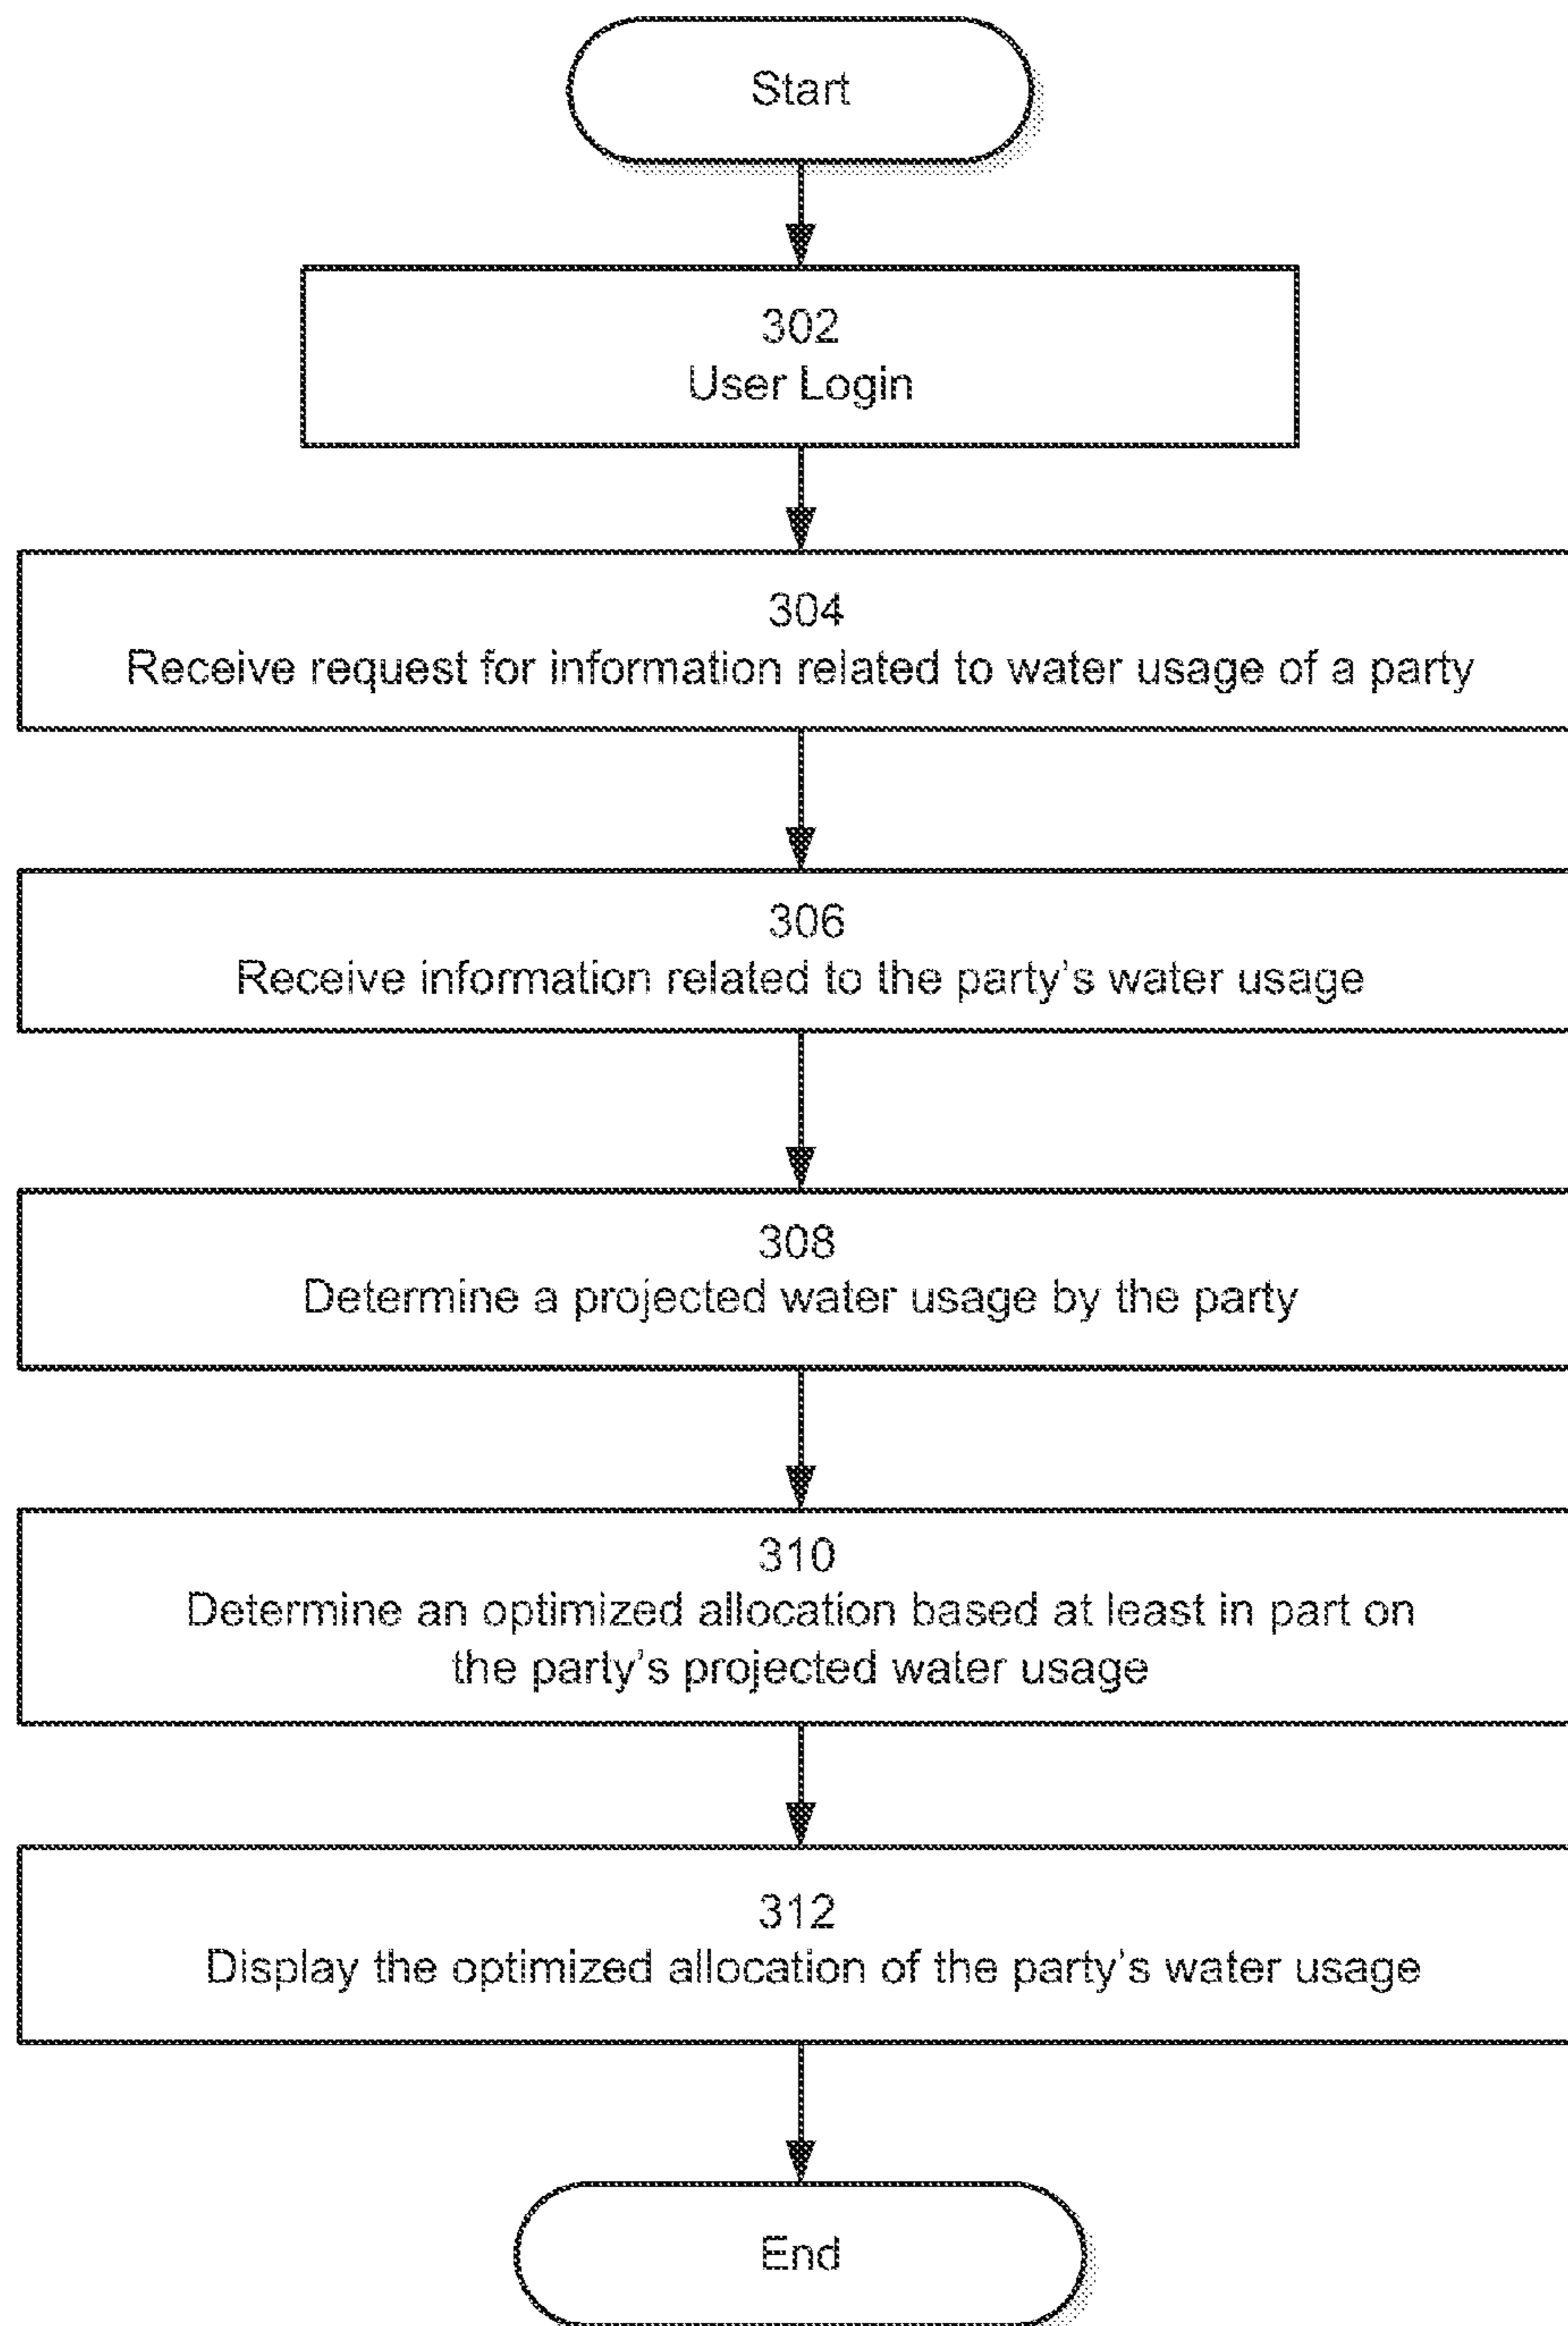 Start
302
User Login
304
Receive request for information related to water usage of a party
306
Receive information related to the party's water usage
308
Determine a projected water usage by the party
310
Determine an optimized allocation based at least in part on
the party's projected water usage
312
Display the optimized allocation of the party's water usage
End